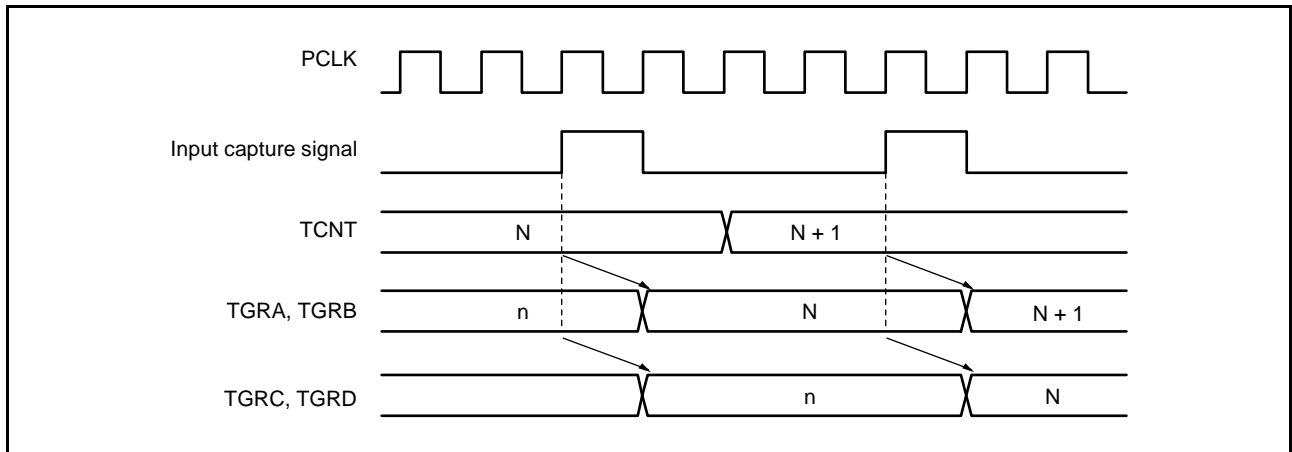 PCLK
Input capture signal
TCNT N N + 1
TGRA, TGRB n N N + 1
TGRC, TGRD n N